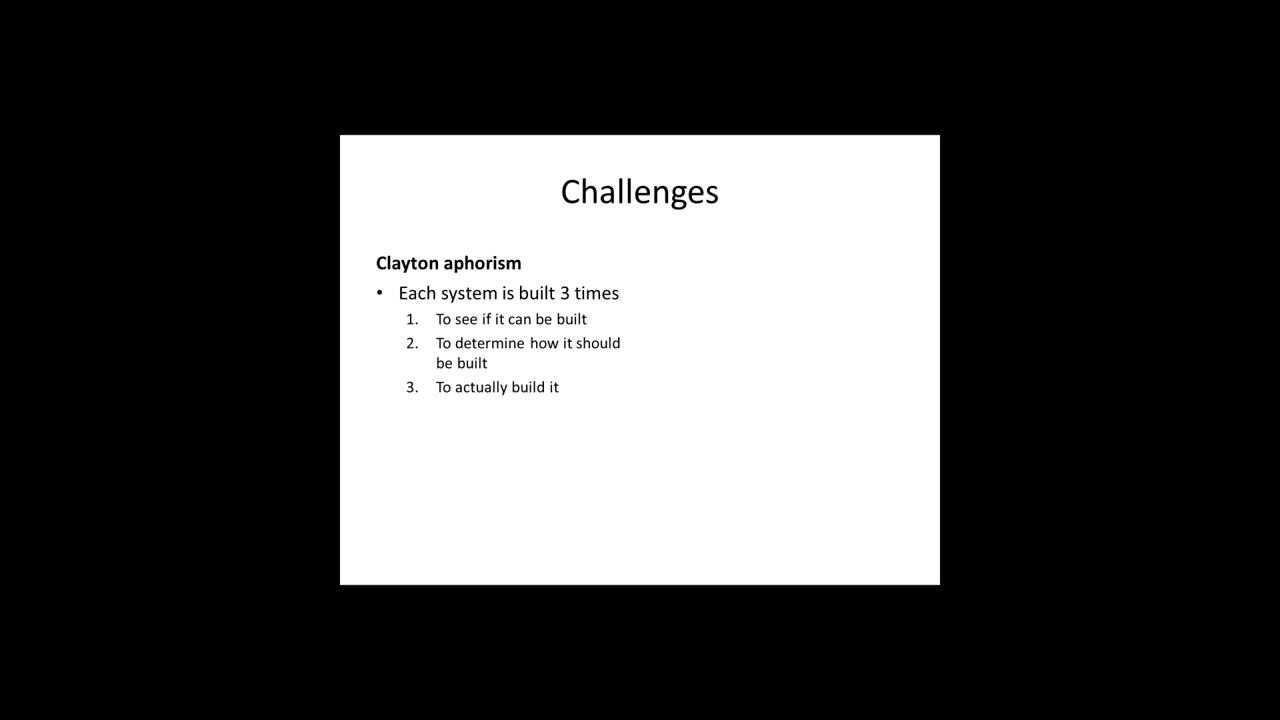 Challenges
Clayton aphorism
• Each system is built 3 times
1. To see if it can be built
2. To determine how it should
be built
3. To actually build it